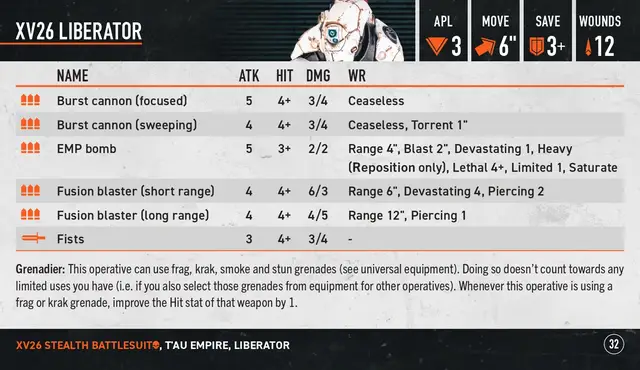 XV26 LIBERATOR
APL MOVE SAVE WOUNDS
3 6" 3+ 12
NAME ATK HIT DMG WR
Burst cannon (focused) 5 4+ 3/4 Ceaseless
Burst cannon (sweeping) 4 4+ 3/4 Ceaseless, Torrent 1"
EMP bomb 5 3+ 2/2 Range 4", Blast 2", Devastating 1, Heavy
(Reposition only), Lethal 4+, Limited 1, Saturate
Fusion blaster (short range) 4 4+ 6/3 Range 6", Devastating 4, Piercing 2
Fusion blaster (long range) 4 4+ 4/5 Range 12", Piercing 1
Fists 3 4+ 3/4 -
Grenadier: This operative can use frag, krak, smoke and stun grenades (see universal equipment). Doing so doesn't count towards any
limited uses you have (i.e. if you also select those grenades from equipment for other operatives). Whenever this operative is using a
frag or krak grenade, improve the Hit stat of that weapon by 1.
XV26 STEALTH BATTLESUIT, T'AU EMPIRE, LIBERATOR
32